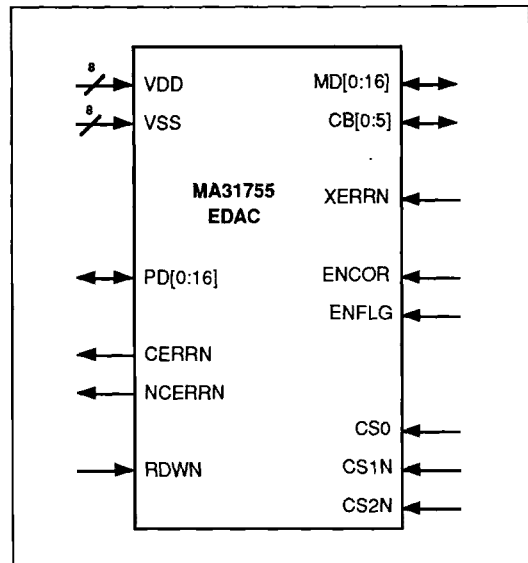 8
VDD
MD[0:16]
8
VSS
CB[0:5]
MA31755
EDAC
XERRN
PD[0:16]
ENCOR
ENFLG
CERRN
NCERRN
CS0
RDWN
CS1N
CS2N